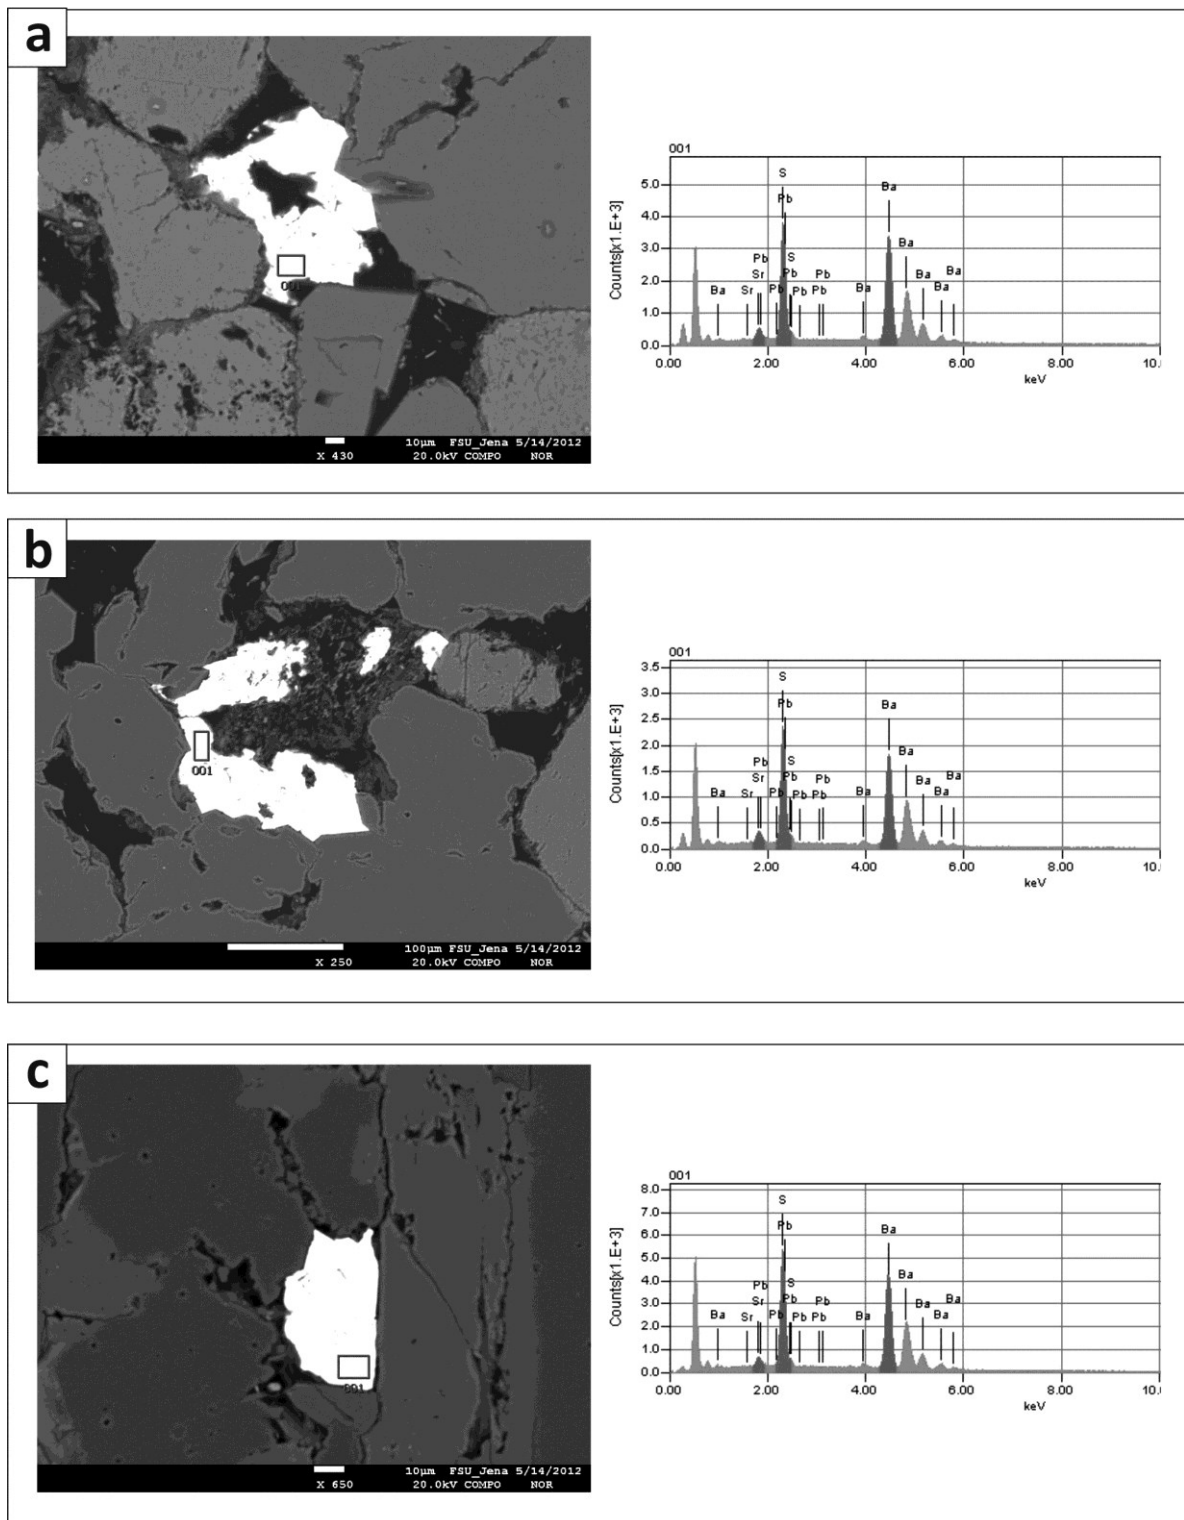 a
001
10µm FSU_Jena 5/14/2012
X 430 20.0kV COMPO NOR
001
Counts[x1.E+3]
5.0
4.0
3.0
2.0
1.0
0.0
S
Pb
Ba
Ba
Pb S
Sr Pb Pb Ba Ba
Ba Sr Pb Pb Pb Ba Ba
0.00 2.00 4.00 6.00 8.00 10.
keV
b
001
100µm FSU_Jena 5/14/2012
X 250 20.0kV COMPO NOR
001
Counts[x1.E+3]
3.5
3.0
2.5
2.0
1.5
1.0
0.5
0.0
S
Pb
Ba
Ba
Pb S
Sr Pb Pb Ba Ba
Ba Sr Pb Pb Pb Ba Ba
0.00 2.00 4.00 6.00 8.00 10.
keV
c
001
10µm FSU_Jena 5/14/2012
X 650 20.0kV COMPO NOR
001
Counts[x1.E+3]
8.0
7.0
6.0
5.0
4.0
3.0
2.0
1.0
0.0
S
Pb
Ba
Ba
Pb S
Sr Pb Pb Ba Ba
Ba Sr Pb Pb Pb Ba Ba
0.00 2.00 4.00 6.00 8.00 10.
keV